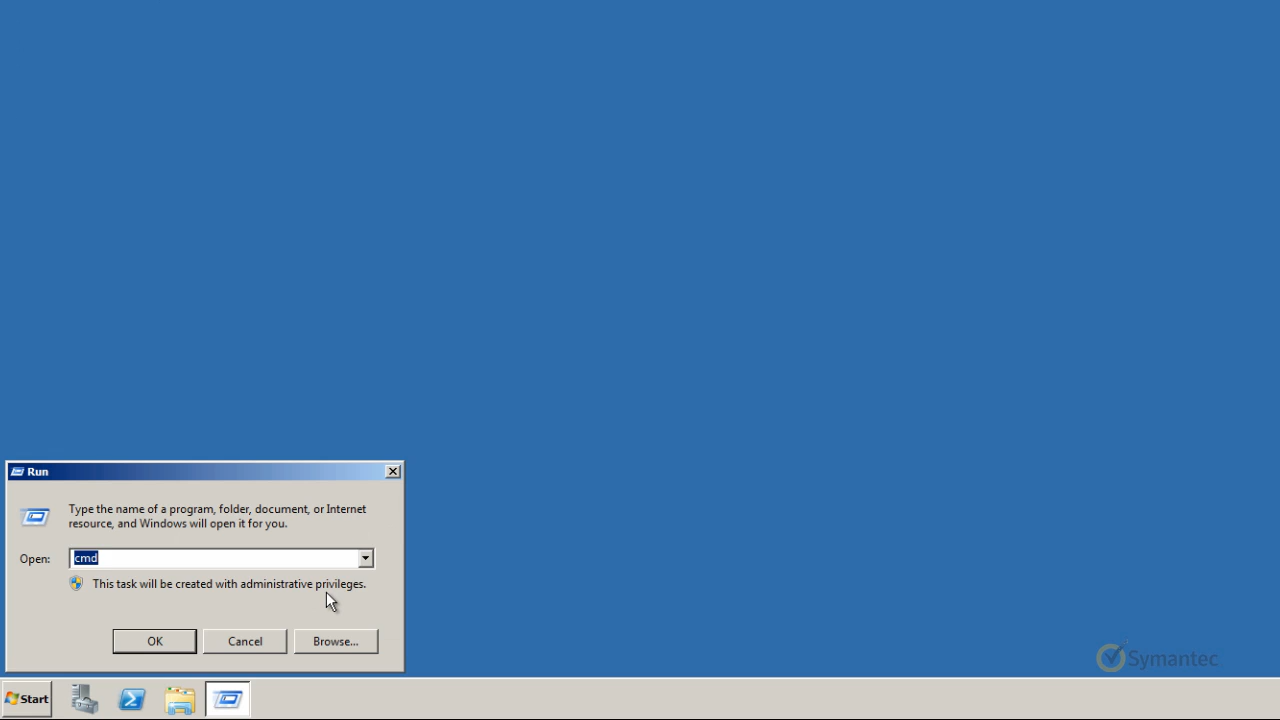 Run
Type the name of a program, folder, document, or Internet
resource, and Windows will open it for you.
Open: cmd
This task will be created with administrative privileges.
OK Cancel Browse...
Symantec
Start